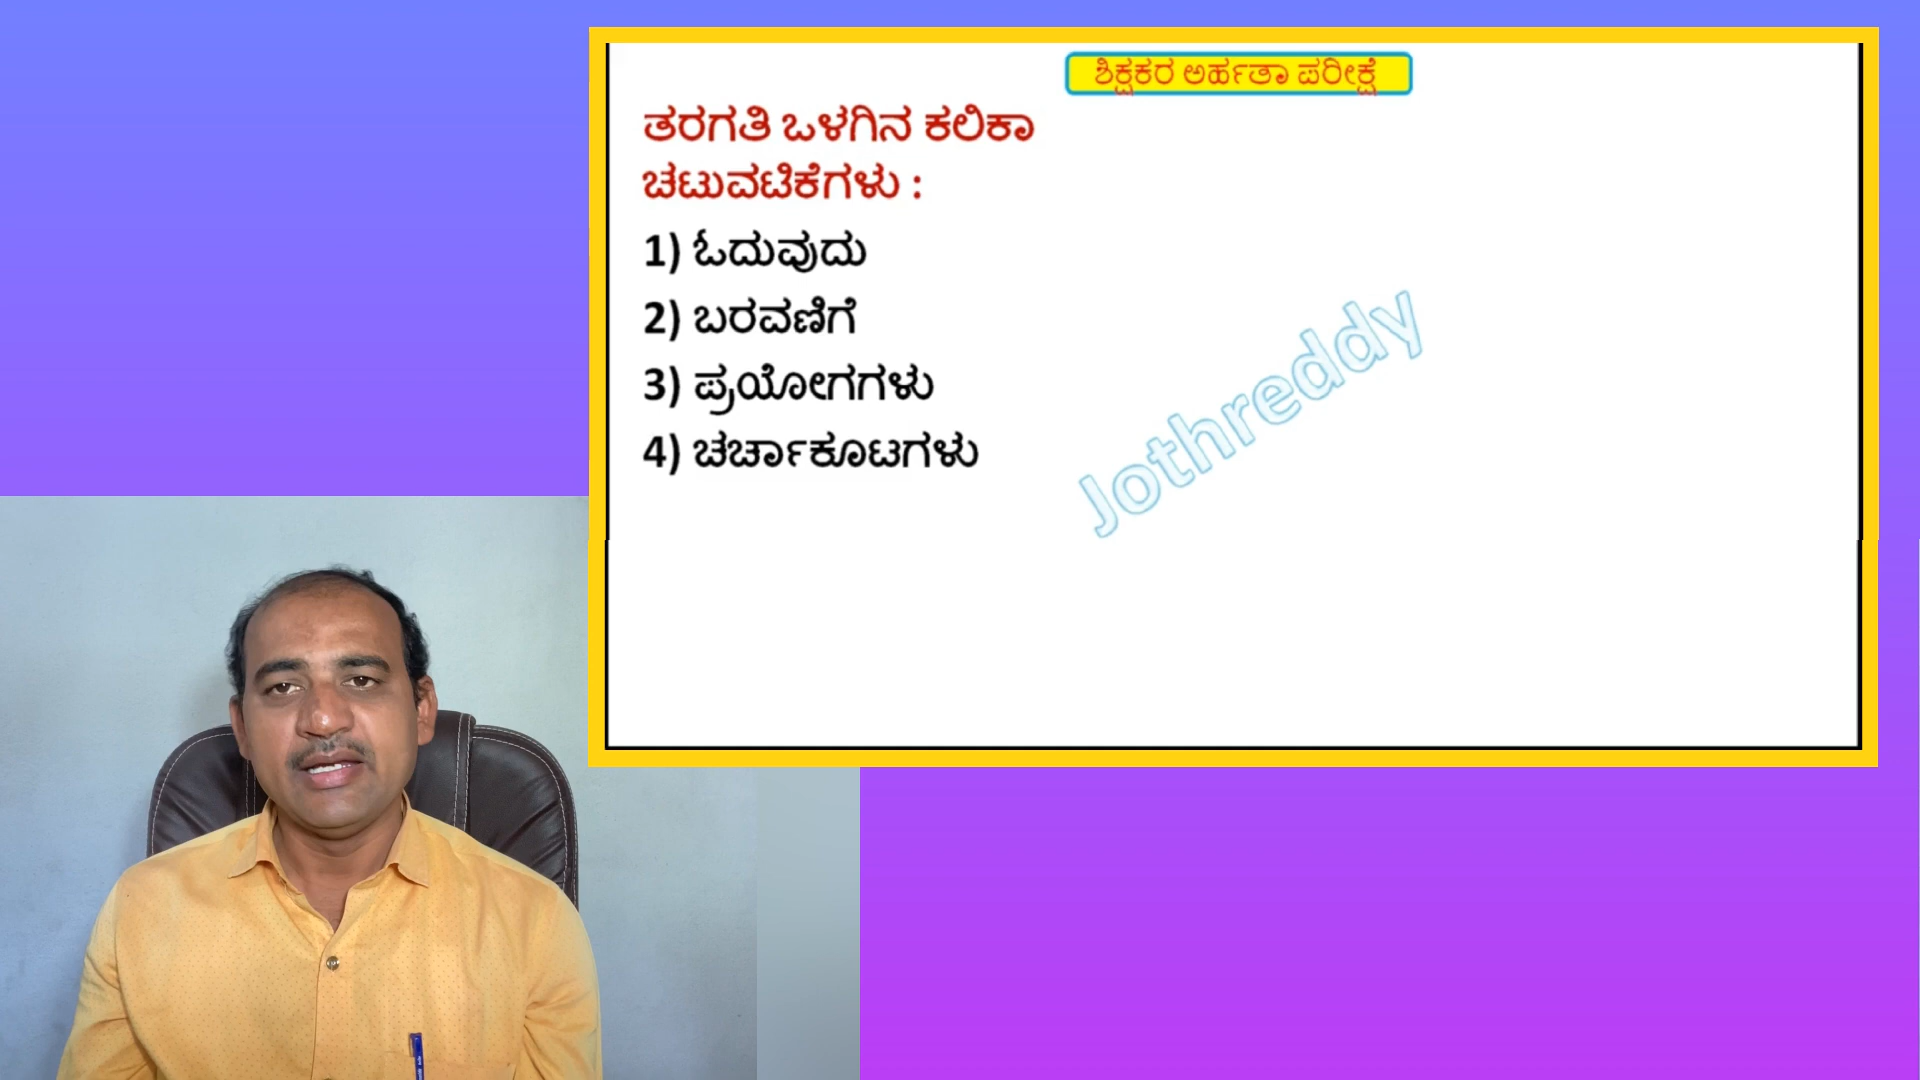 ಶಿಕ್ಷಕರ ಅರ್ಹತಾ ಪರೀಕ್ಷೆ
ತರಗತಿ ಒಳಗಿನ ಕಲಿಕಾ
ಚಟುವಟಿಕೆಗಳು :
1) ಓದುವುದು
2) ಬರವಣಿಗೆ
3) ಪ್ರಯೋಗಗಳು
4) ಚರ್ಚಾಕೂಟಗಳು
Jothreddy